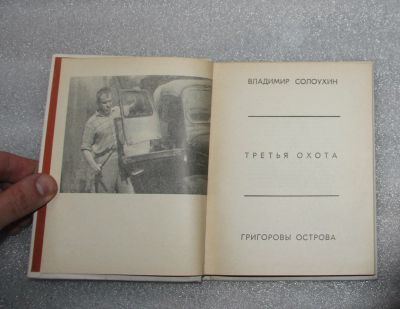 ВЛАДИМИР СОЛОУХИН
ТРЕТЬЯ ОХОТА
ГРИГОРОВЫ ОСТРОВА